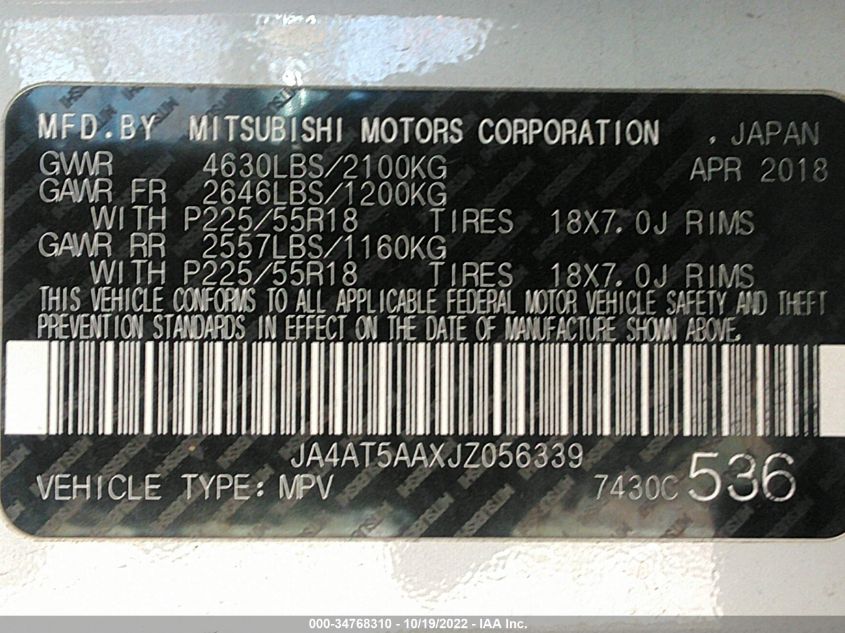 MFD.BY MITSUBISHI MOTORS CORPORATION , JAPAN
GVWR 4630LBS/2100KG APR 2018
GAWR FR 2646LBS/1200KG
WITH P225/55R18 TIRES 18X7.0J RIMS
GAWR RR 2557LBS/1160KG
WITH P225/55R18 TIRES 18X7.0J RIMS
THIS VEHICLE CONFORMS TO ALL APPLICABLE FEDERAL MOTOR VEHICLE SAFETY AND THEFT
PREVENTION STANDARDS IN EFFECT ON THE DATE OF MANUFACTURE SHOWN ABOVE.
JA4AT5AAXJZ056339
VEHICLE TYPE: MPV 7430C 536
000-34768310 - 10/19/2022 - IAA Inc.